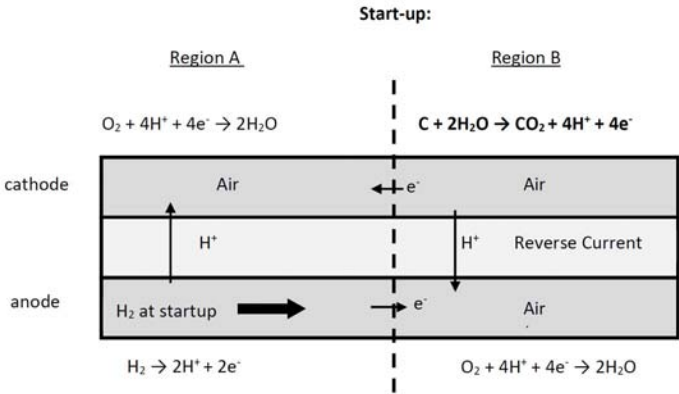 Start-up:
Region A
Region B
O₂ + 4H⁺ + 4e⁻ → 2H₂O
C + 2H₂O → CO₂ + 4H⁺ + 4e⁻
cathode
Air
e⁻
Air
H⁺
H⁺
Reverse Current
anode
H₂ at startup
e⁻
Air
H₂ → 2H⁺ + 2e⁻
O₂ + 4H⁺ + 4e⁻ → 2H₂O